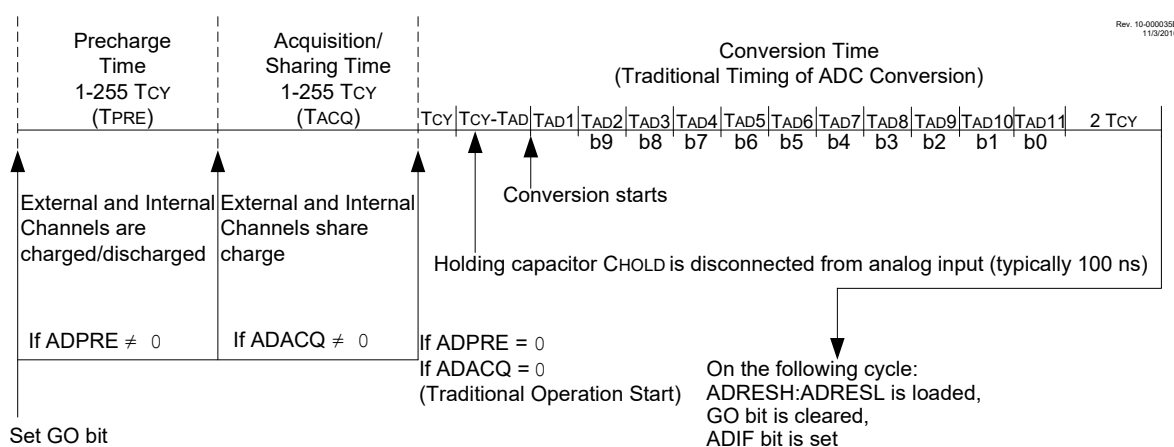 Rev. 10-000035
11/3/201
Precharge
Time
1-255 TCY
(TPRE)
Acquisition/
Sharing Time
1-255 TCY
(TACQ)
Conversion Time
(Traditional Timing of ADC Conversion)
TCY TCY-TAD TAD1 TAD2 TAD3 TAD4 TAD5 TAD6 TAD7 TAD8 TAD9 TAD10 TAD11 2 TCY
b9 b8 b7 b6 b5 b4 b3 b2 b1 b0
External and Internal
Channels are
charged/discharged
External and Internal
Channels share
charge
Conversion starts
Holding capacitor CHOLD is disconnected from analog input (typically 100 ns)
If ADPRE ≠ 0
If ADACQ ≠ 0
If ADPRE = 0
If ADACQ = 0
(Traditional Operation Start)
On the following cycle:
ADRESH:ADRESL is loaded,
GO bit is cleared,
ADIF bit is set
Set GO bit